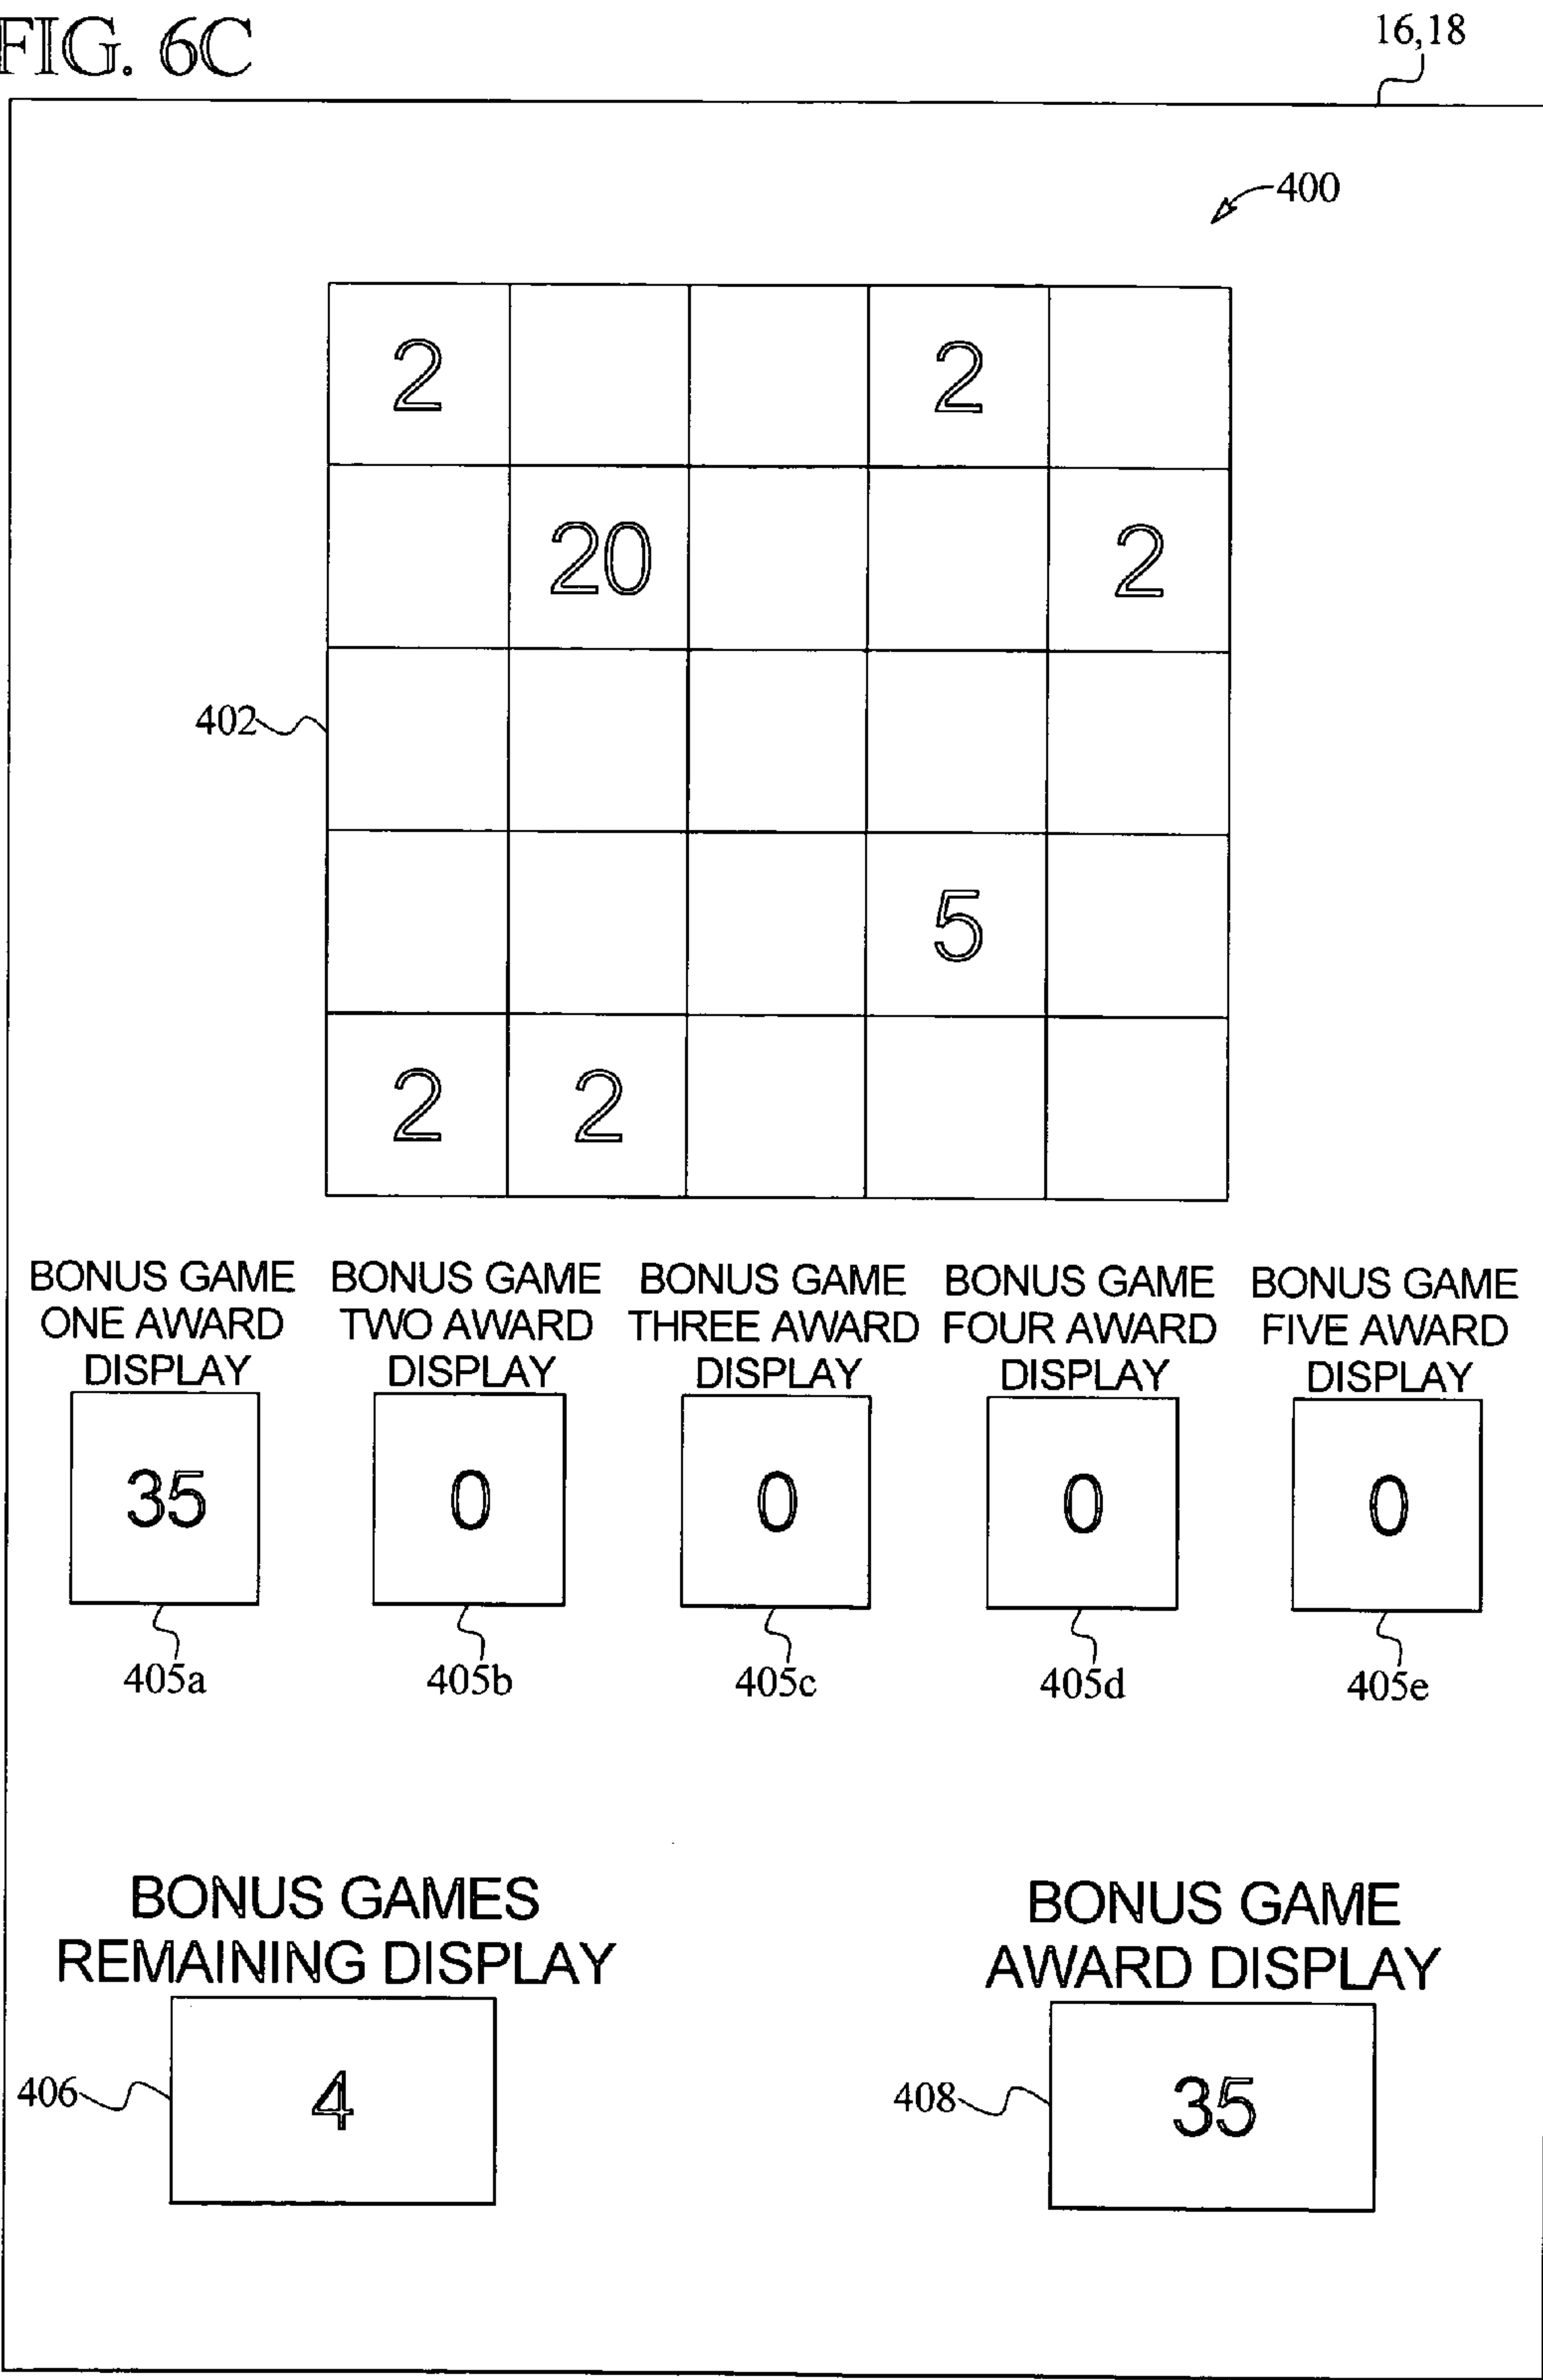 FIG. 6C
16,18
400
2 2
20 2
402
5
2 2
BONUS GAME BONUS GAME BONUS GAME BONUS GAME BONUS GAME
ONE AWARD TWO AWARD THREE AWARD FOUR AWARD FIVE AWARD
DISPLAY DISPLAY DISPLAY DISPLAY DISPLAY
35 0 0 0 0
405a 405b 405c 405d 405e
BONUS GAMES BONUS GAME
REMAINING DISPLAY AWARD DISPLAY
406 4 408 35